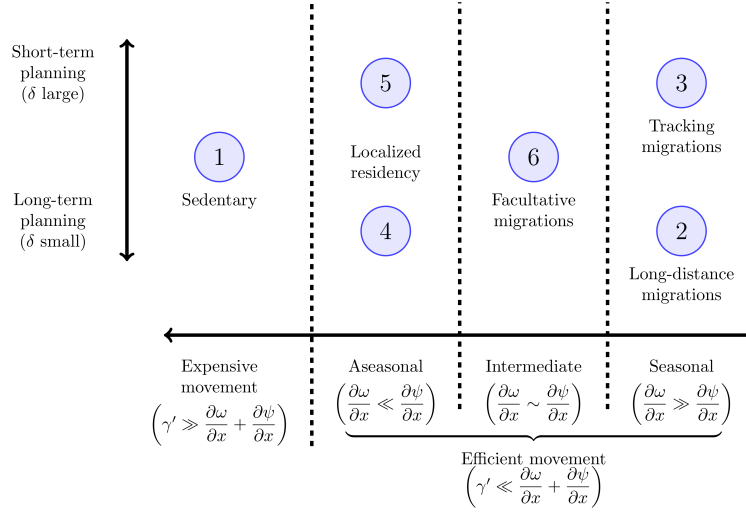 Short-term
planning
(δ large)
5
3
Tracking
migrations
1
Sedentary
Localized
residency
6
Facultative
migrations
Long-term
planning
(δ small)
4
2
Long-distance
migrations
Expensive
movement
(γ′ ≫ ∂ω/∂x + ∂ψ/∂x)
Aseasonal
(∂ω/∂x ≪ ∂ψ/∂x)
Intermediate
(∂ω/∂x ∼ ∂ψ/∂x)
Seasonal
(∂ω/∂x ≫ ∂ψ/∂x)
Efficient movement
(γ′ ≪ ∂ω/∂x + ∂ψ/∂x)